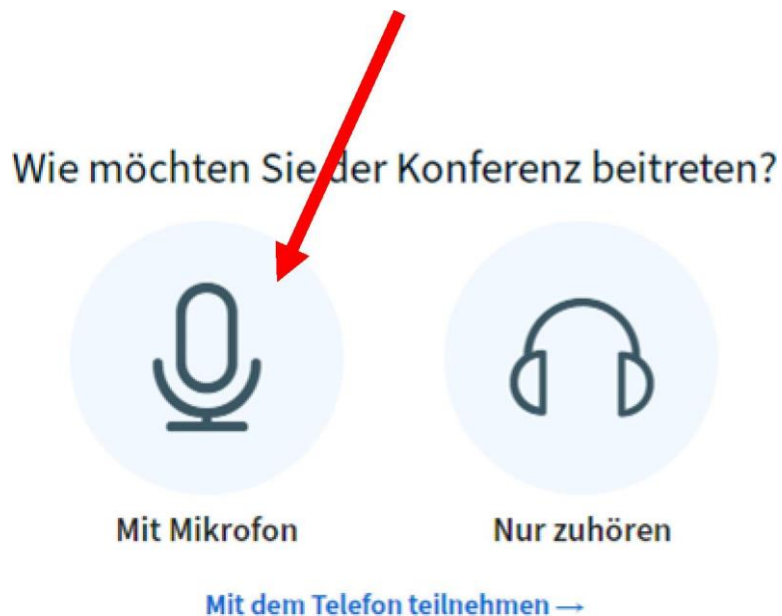 Wie möchten Sie der Konferenz beitreten?
Mit Mikrofon
Nur zuhören
Mit dem Telefon teilnehmen →